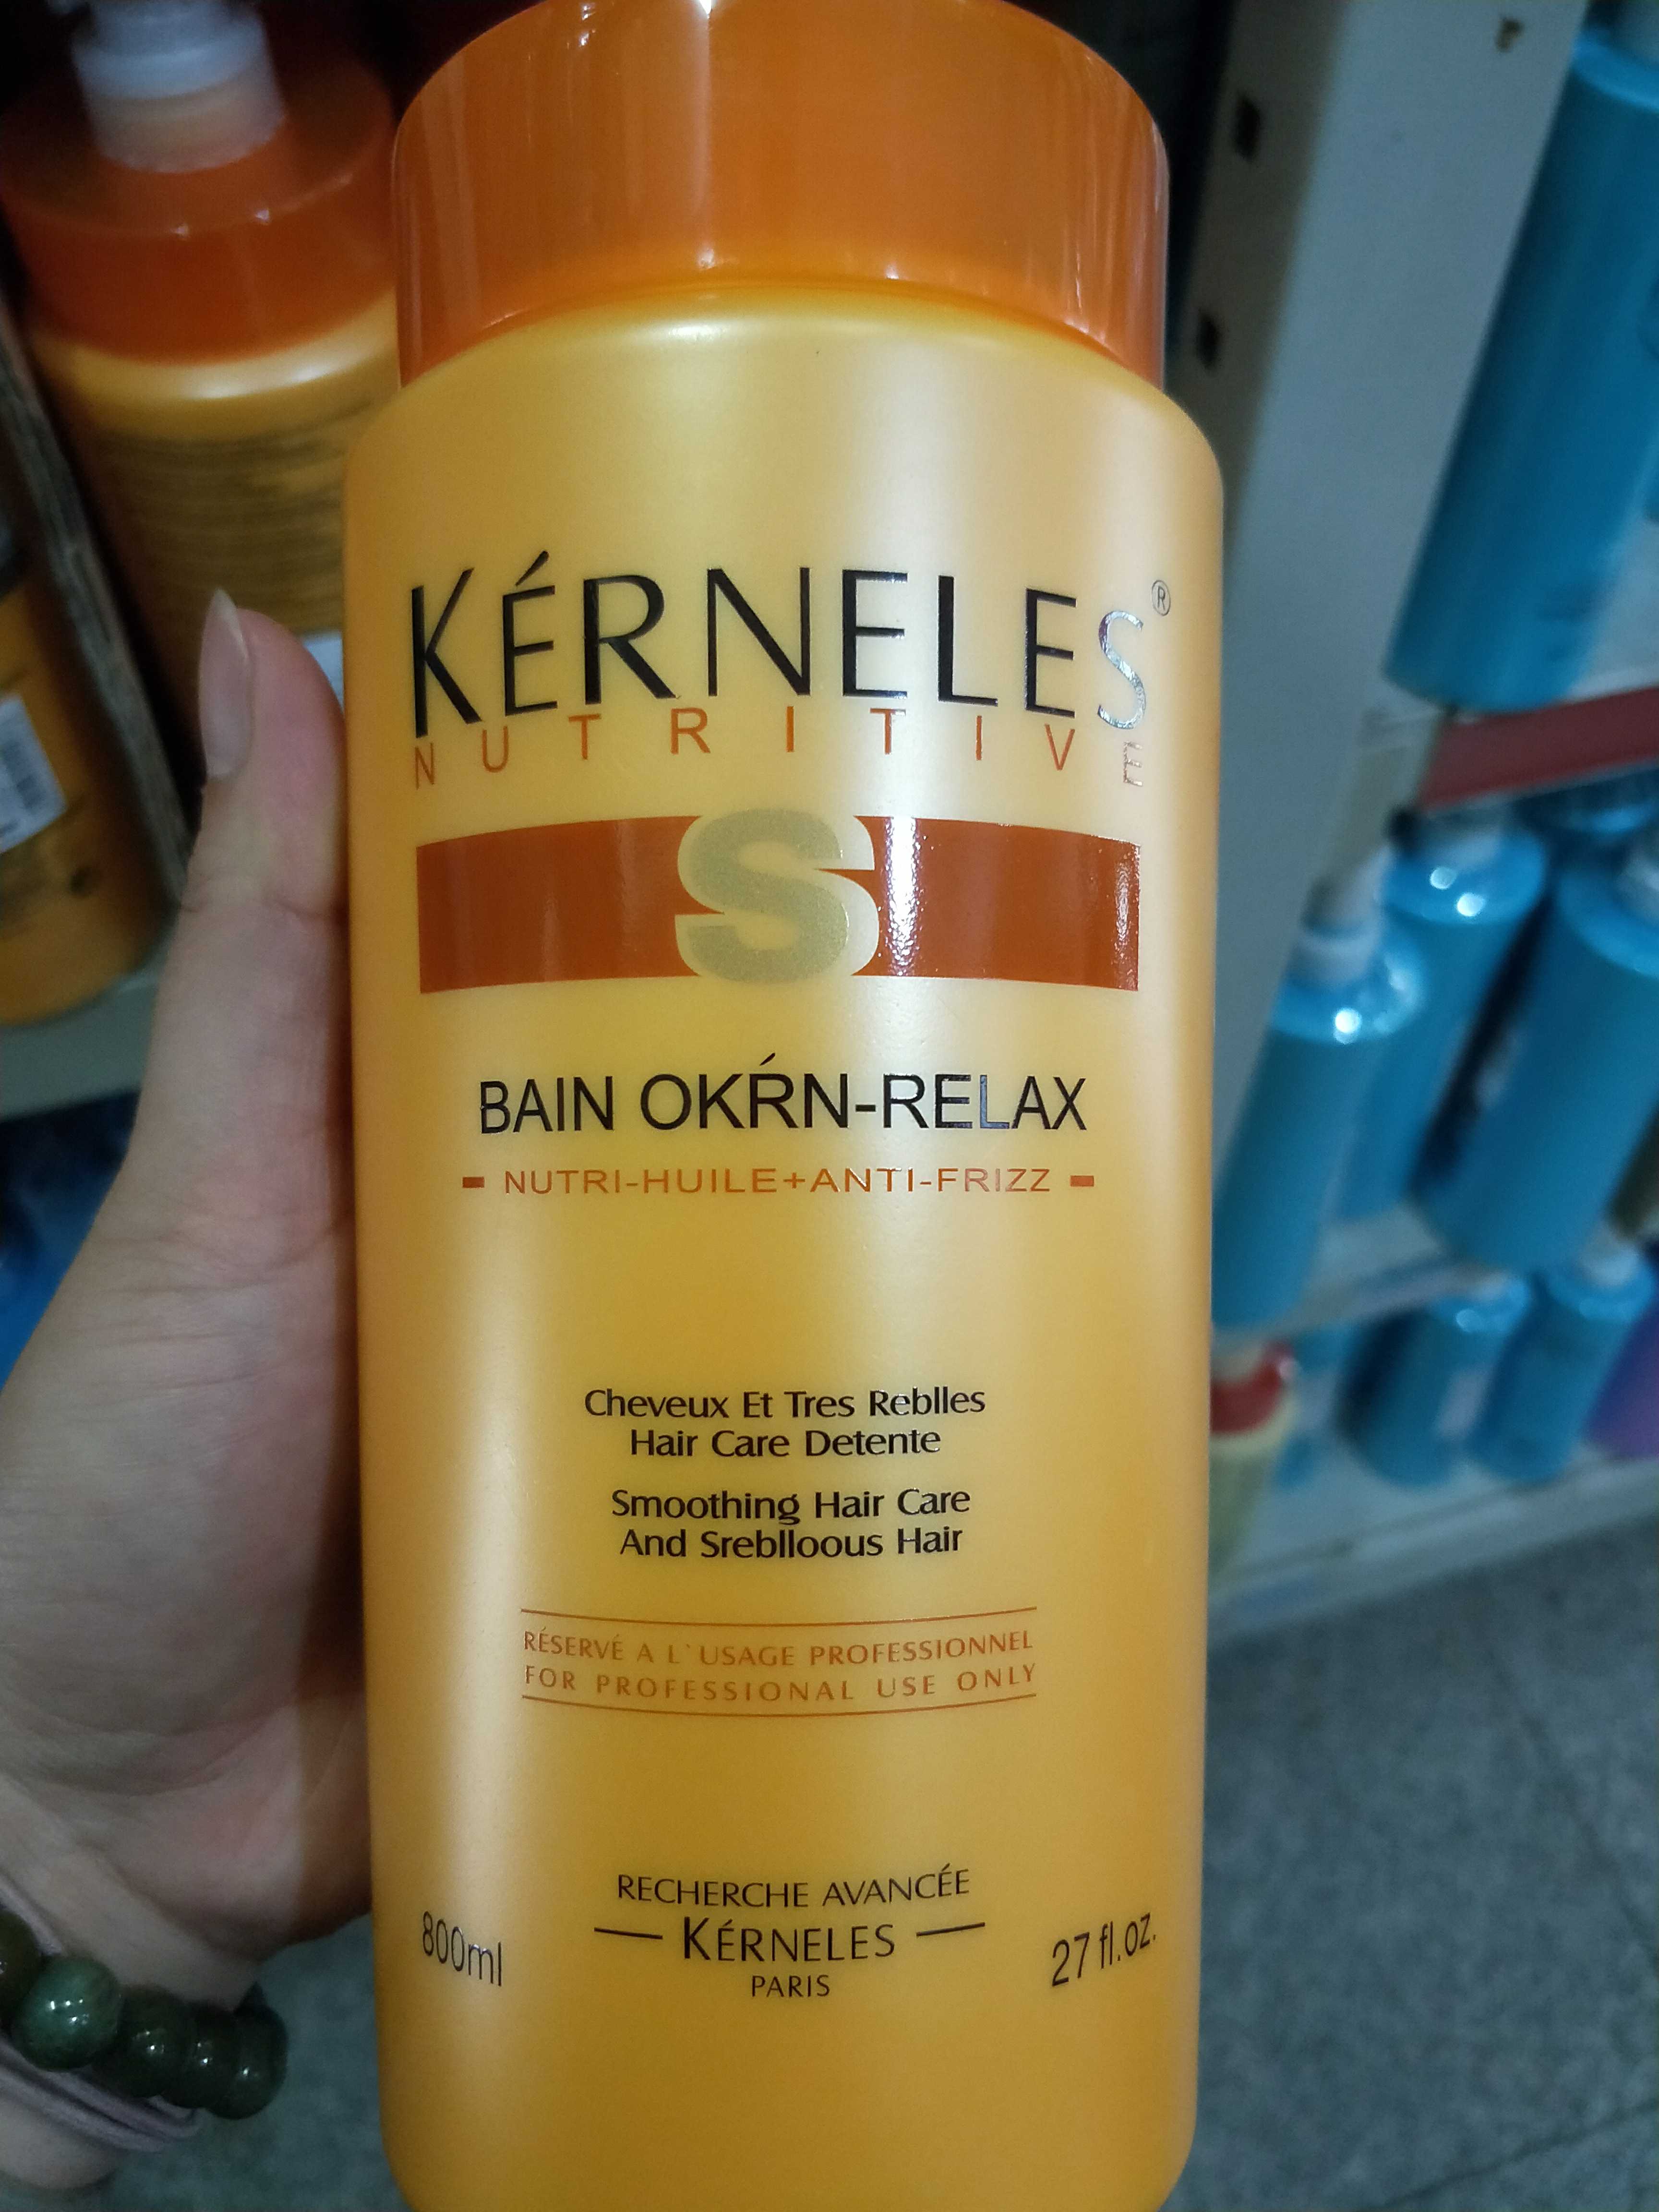 KÉRNELES®
NUTRITIVE
S
BAIN OKŔN-RELAX
- NUTRI-HUILE+ANTI-FRIZZ -
Cheveux Et Tres Reblles
Hair Care Detente
Smoothing Hair Care
And Sreblloous Hair
RÉSERVÉ A L`USAGE PROFESSIONNEL
FOR PROFESSIONAL USE ONLY
RECHERCHE AVANCÉE
— KÉRNELES —
PARIS
800ml
27 fl.oz.